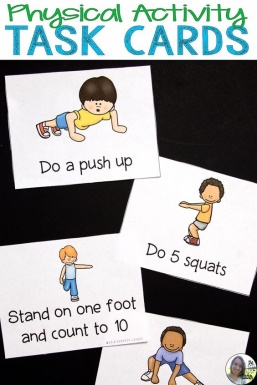 Physical Activity
TASK CARDS
Do a push up
Do 5 squats
Stand on one foot
and count to 10